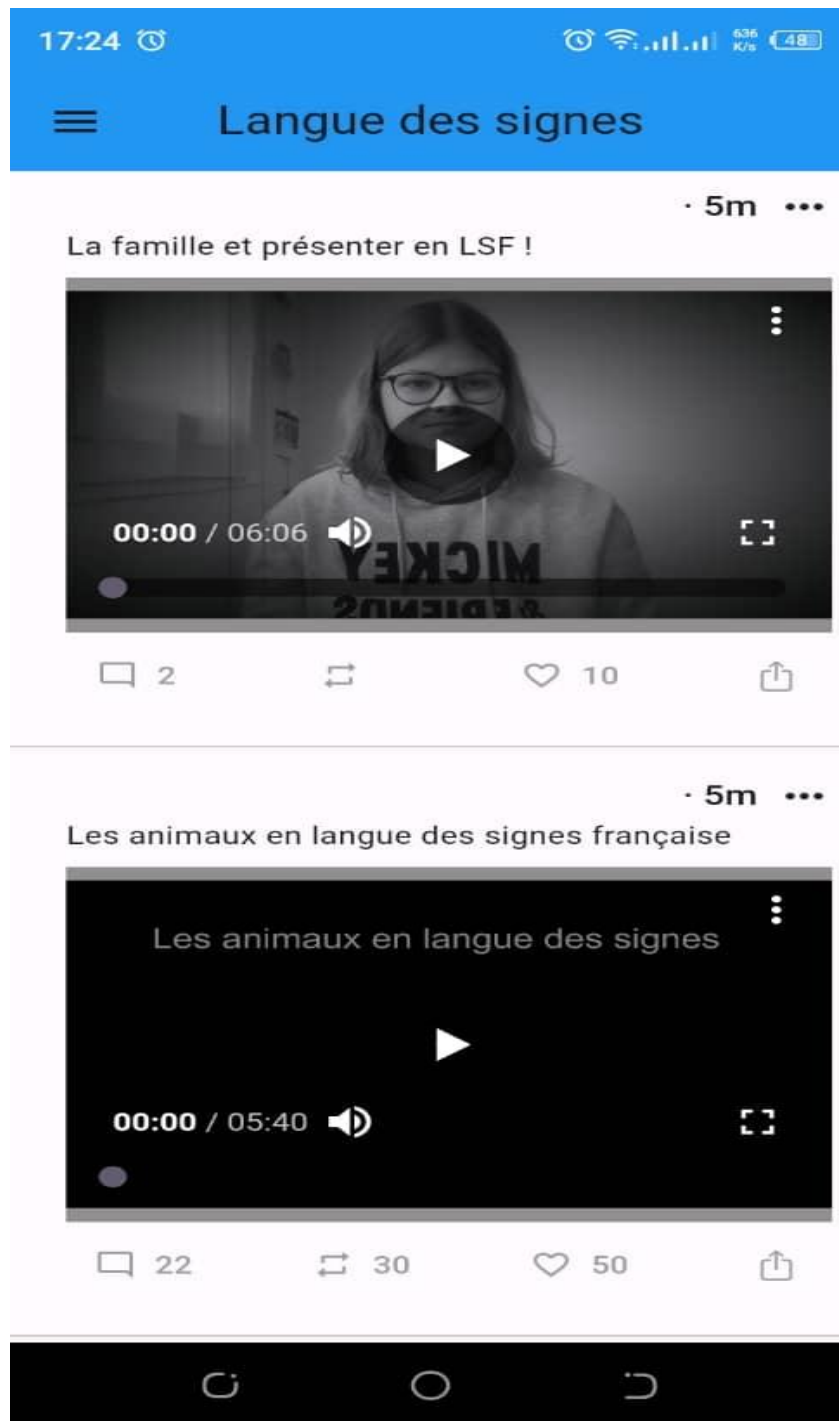 17:24 636 K/s 48
Langue des signes
· 5m
La famille et présenter en LSF !
MICKEY
& FRIENDS
00:00 / 06:06
2 10
· 5m
Les animaux en langue des signes française
Les animaux en langue des signes
00:00 / 05:40
22 30 50